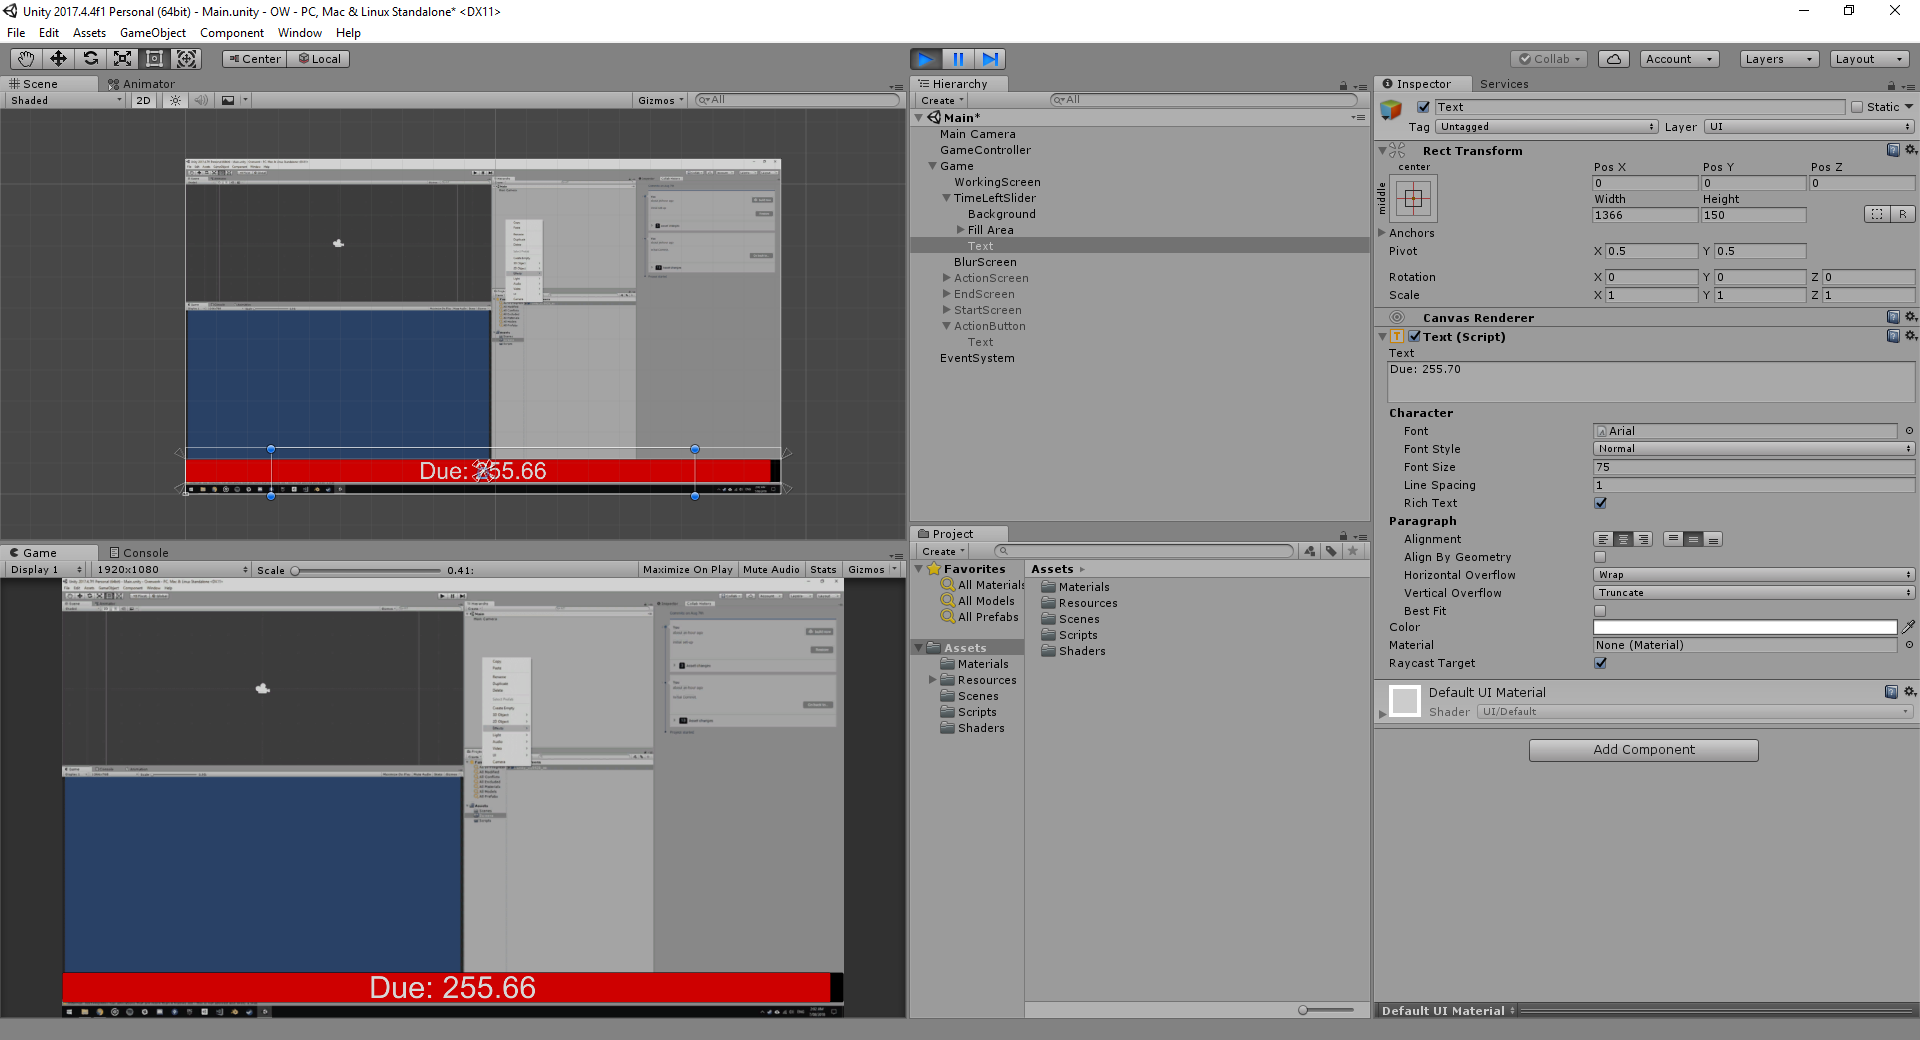 Unity 2017.4.4f1 Personal (64bit) - Main.unity - OW - PC, Mac & Linux Standalone* <DX11>
File Edit Assets GameObject Component Window Help
Center Local
Collab Account Layers Layout
Scene Animator
Shaded 2D Gizmos All
Due: 255.66
Game Console
Display 1 1920x1080 Scale 0.41: Maximize On Play Mute Audio Stats Gizmos
Due: 255.66
Hierarchy
Create All
Main*
Main Camera
GameController
Game
WorkingScreen
TimeLeftSlider
Background
Fill Area
Text
BlurScreen
ActionScreen
EndScreen
StartScreen
ActionButton
Text
EventSystem
Project
Create
Favorites
All Materials
All Models
All Prefabs
Assets
Materials
Resources
Scenes
Scripts
Shaders
Assets
Materials
Resources
Scenes
Scripts
Shaders
Inspector Services
Text Static
Tag Untagged Layer UI
Rect Transform
center
middle
Pos X Pos Y Pos Z
0 0 0
Width Height
1366 150
R
Anchors
Pivot X 0.5 Y 0.5
Rotation X 0 Y 0 Z 0
Scale X 1 Y 1 Z 1
Canvas Renderer
Text (Script)
Text
Due: 255.70
Character
Font Arial
Font Style Normal
Font Size 75
Line Spacing 1
Rich Text
Paragraph
Alignment
Align By Geometry
Horizontal Overflow Wrap
Vertical Overflow Truncate
Best Fit
Color
Material None (Material)
Raycast Target
Default UI Material
Shader UI/Default
Add Component
Default UI Material